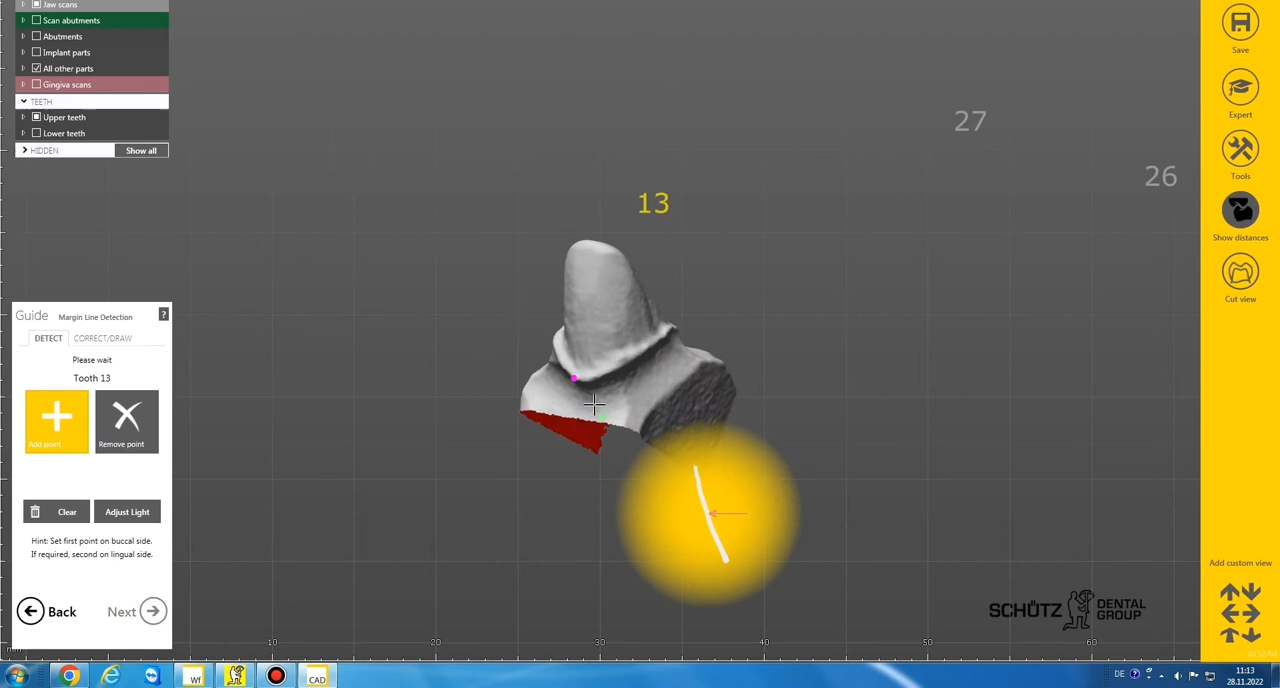 Jaw scans
Scan abutments
Abutments
Implant parts
All other parts
Gingiva scans
TEETH
Upper teeth
Lower teeth
HIDDEN
Show all
27
26
13
Save
Expert
Tools
Show distances
Cut view
Guide Margin Line Detection ?
DETECT CORRECT/DRAW
Please wait
Tooth 13
Add point
Remove point
Clear
Adjust Light
Hint: Set first point on buccal side.
If required, second on lingual side.
Back
Next
Add custom view
SCHÜTZ DENTAL GROUP
10 20 30 40 50 60
wf
CAD
DE
11:13
28.11.2022